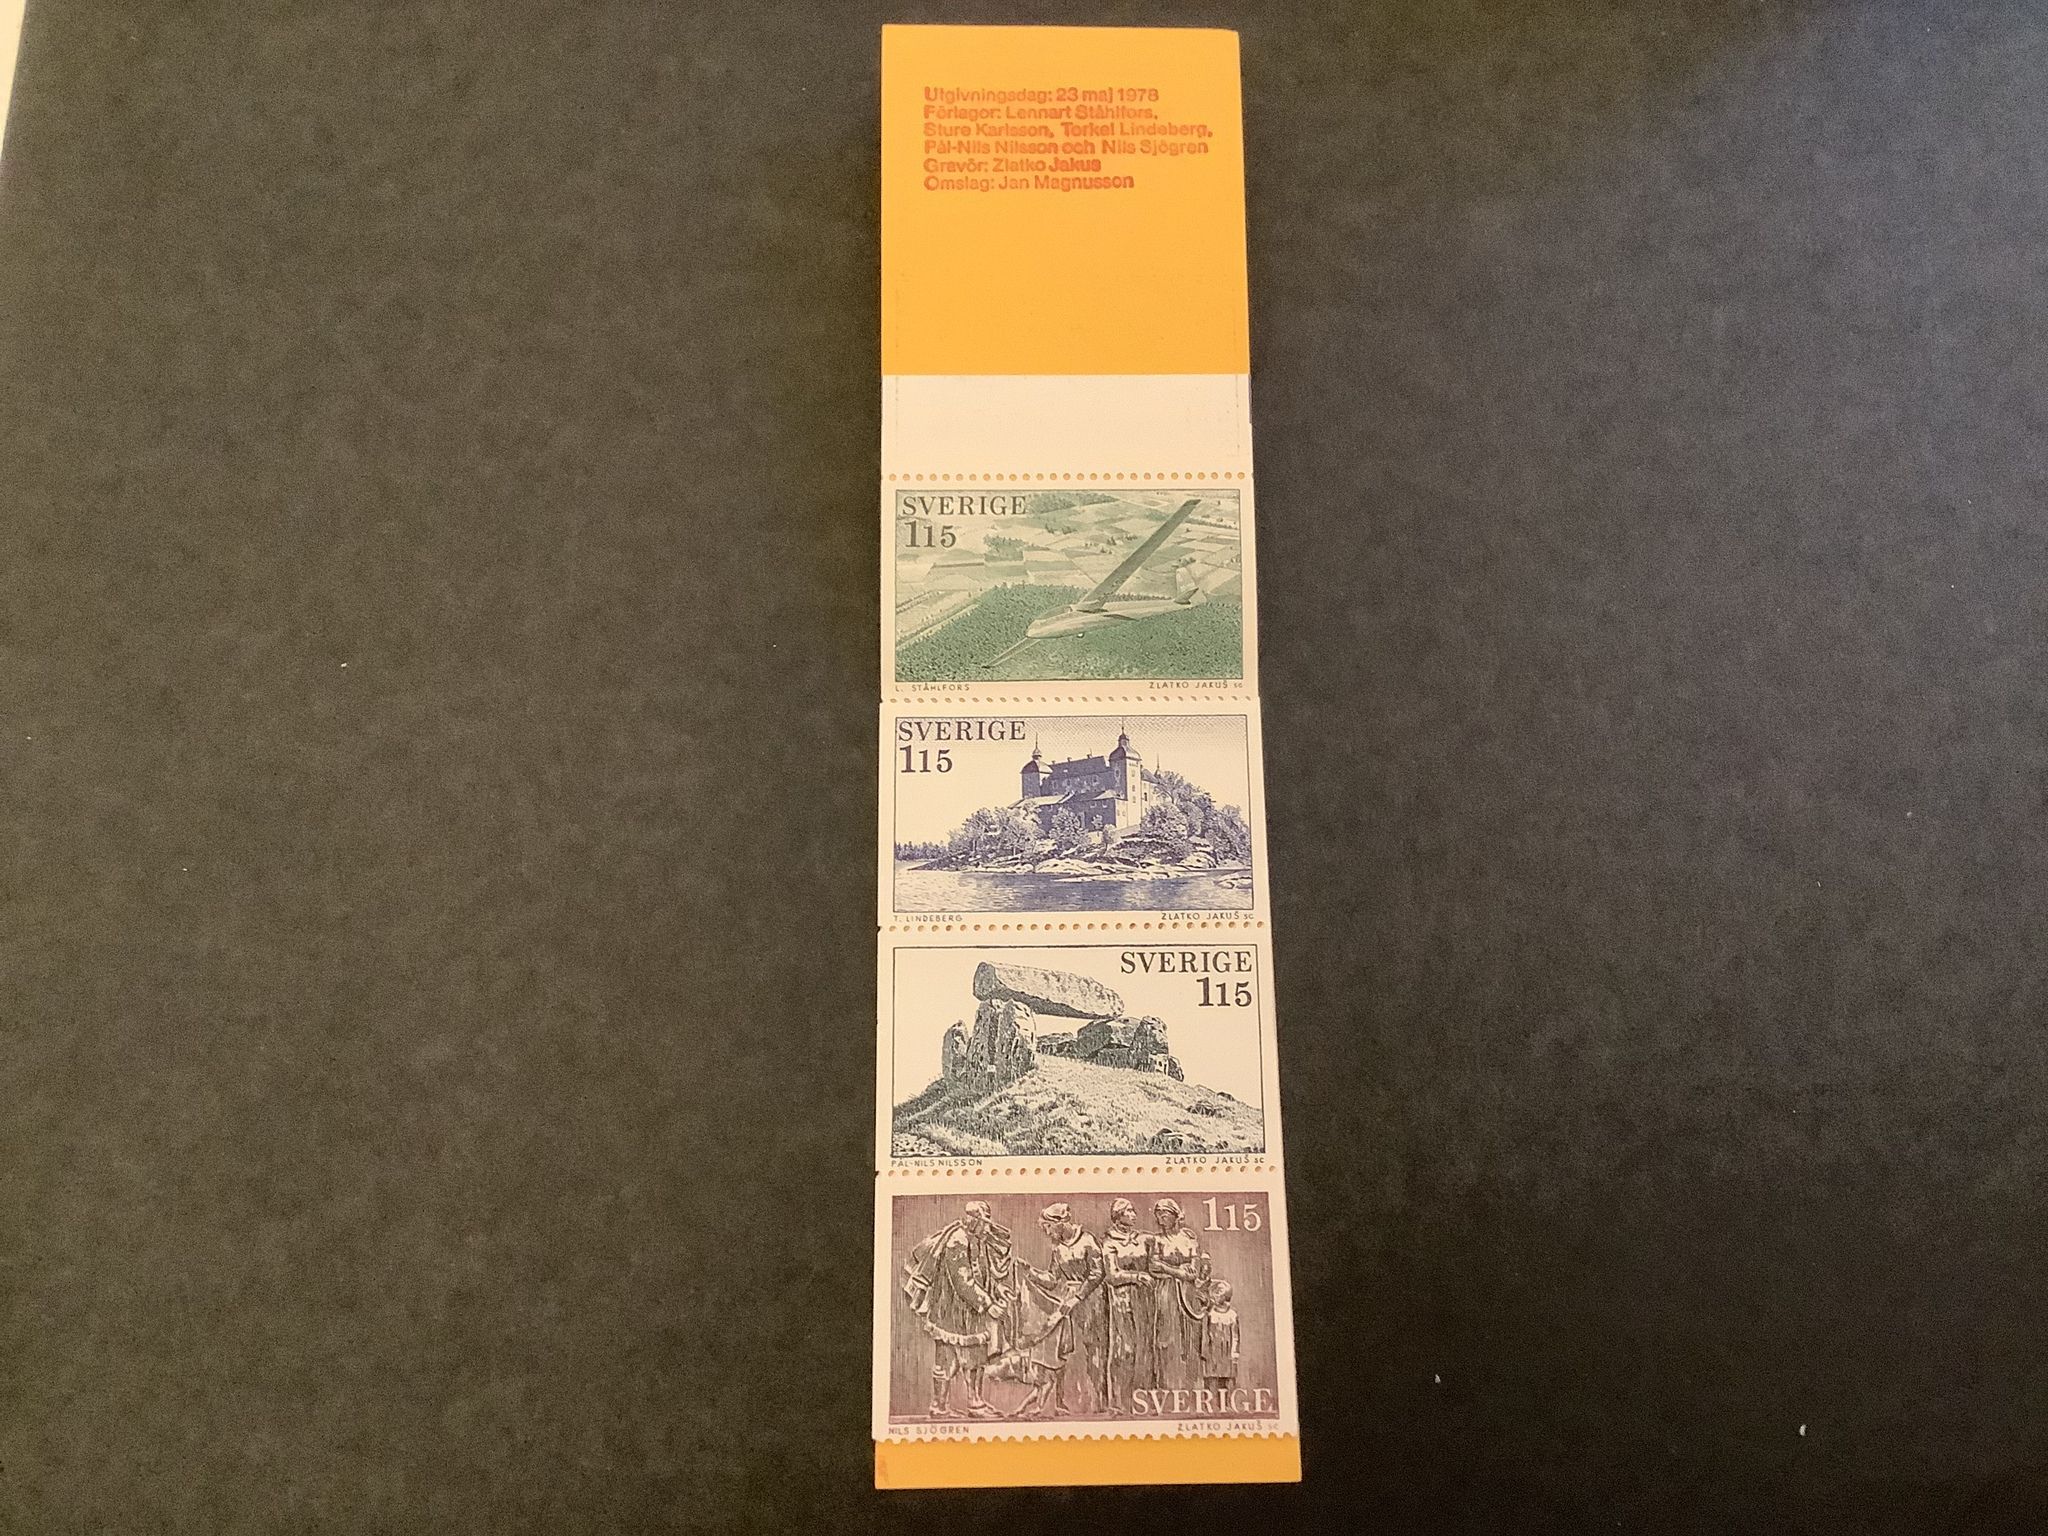 Utgivningsdag: 23 maj 1978
Förlagor: Lennart Ståhlfors,
Sture Karlsson, Torkel Lindeberg,
Pål-Nils Nilsson och Nils Sjögren
Gravör: Zlatko Jakus
Omslag: Jan Magnusson
SVERIGE
115
L. STÅHLFORS ZLATKO JAKUŠ sc
SVERIGE
115
T. LINDEBERG ZLATKO JAKUŠ sc
SVERIGE
115
PÅL-NILS NILSSON ZLATKO JAKUŠ sc
115
SVERIGE
NILS SJÖGREN ZLATKO JAKUŠ sc